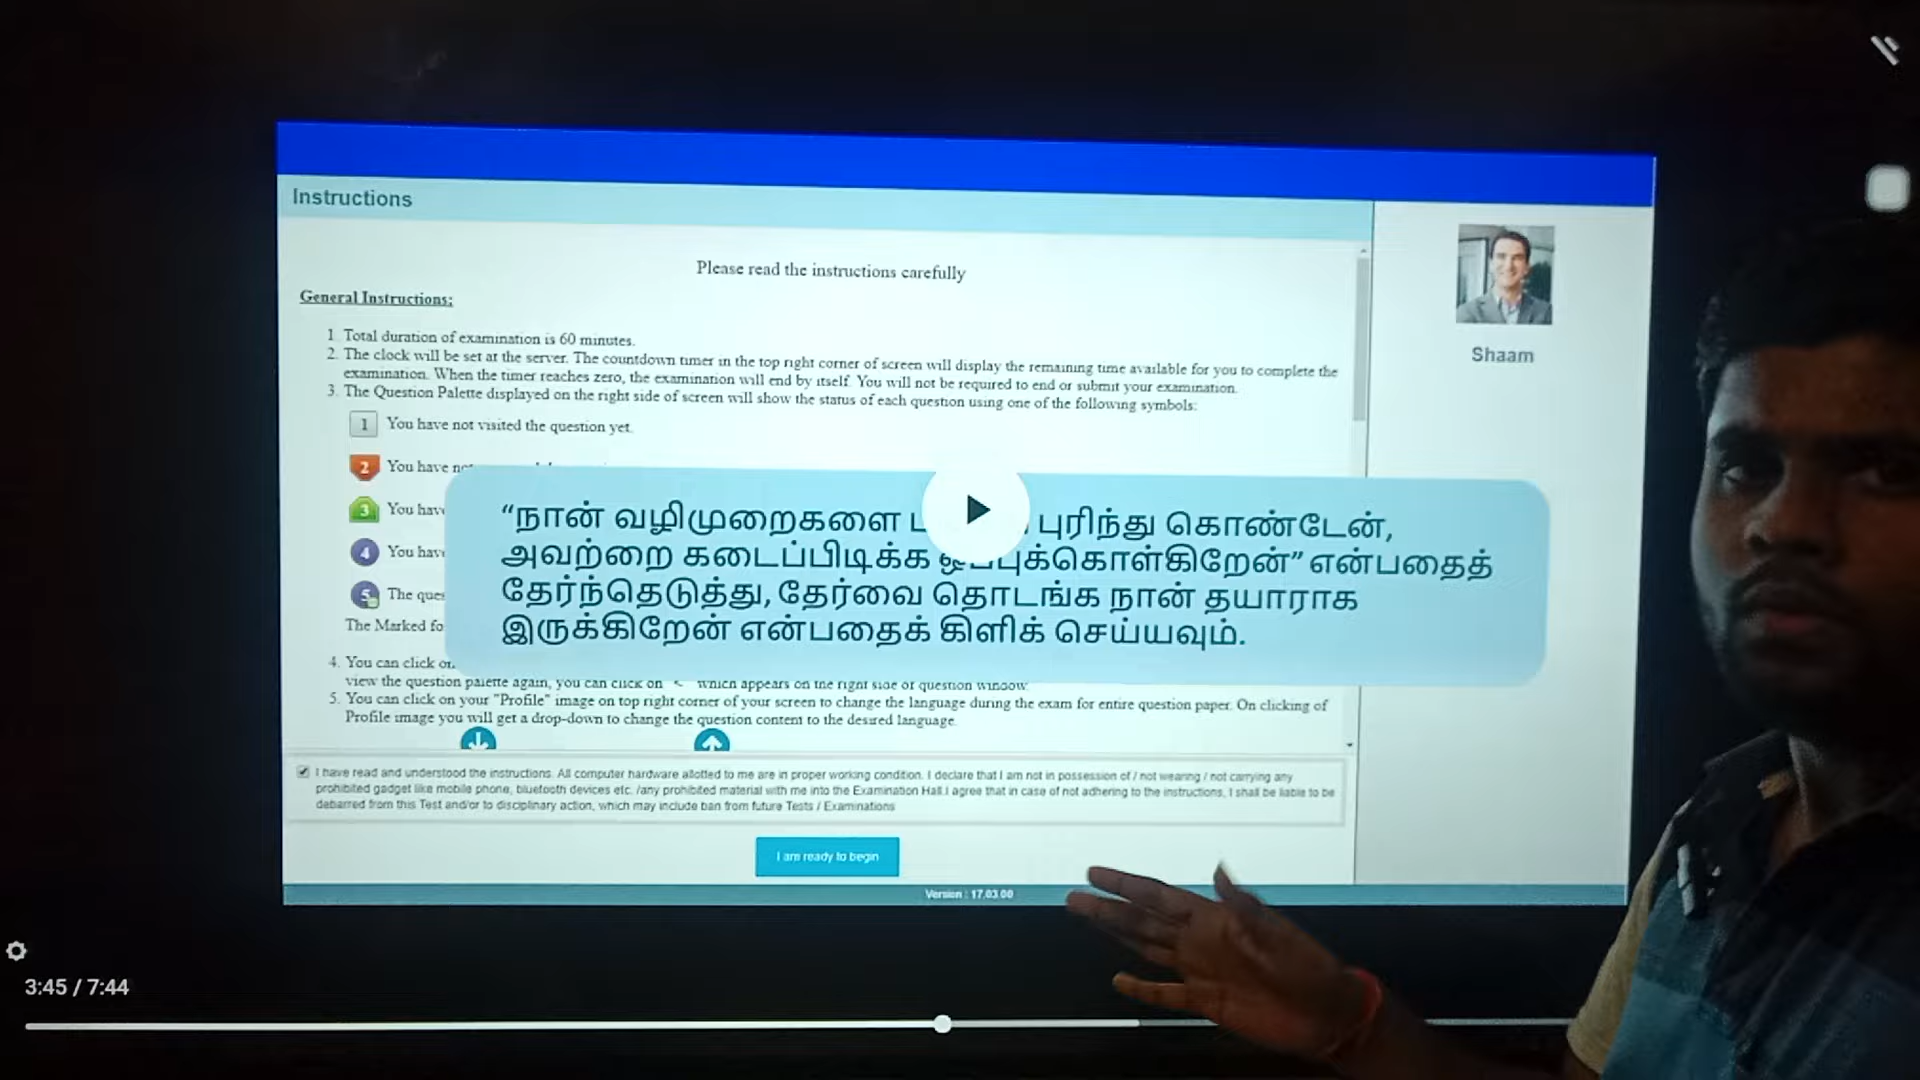 Instructions
Please read the instructions carefully
General Instructions:
1. Total duration of examination is 60 minutes.
2. The clock will be set at the server. The countdown timer in the top right corner of screen will display the remaining time available for you to complete the
examination. When the timer reaches zero, the examination will end by itself. You will not be required to end or submit your examination.
3. The Question Palette displayed on the right side of screen will show the status of each question using one of the following symbols:
1 You have not visited the question yet.
2 You have
3 You have
4 You have
5 The
The Marked
“நான் வழிமுறைகளை புரிந்து கொண்டேன்,
அவற்றை கடைப்பிடிக்க ஒப்புக்கொள்கிறேன்” என்பதைத்
தேர்ந்தெடுத்து, தேர்வை தொடங்க நான் தயாராக
இருக்கிறேன் என்பதைக் கிளிக் செய்யவும்.
4. You can click
view the question palette again, you can click on < which appears on the right side of question window.
5. You can click on your "Profile" image on top right corner of your screen to change the language during the exam for entire question paper. On clicking of
Profile image you will get a drop-down to change the question content to the desired language.
I have read and understood the instructions. All computer hardware allotted to me are in proper working condition. I declare that I am not in possession of / not wearing / not carrying any
prohibited gadget like mobile phone, bluetooth devices etc. /any prohibited material with me into the Examination Hall.I agree that in case of not adhering to the instructions, I shall be liable to be
debarred from this Test and/or to disciplinary action, which may include ban from future Tests / Examinations
I am ready to begin
Version : 17.03.00
Shaam
3:45 / 7:44